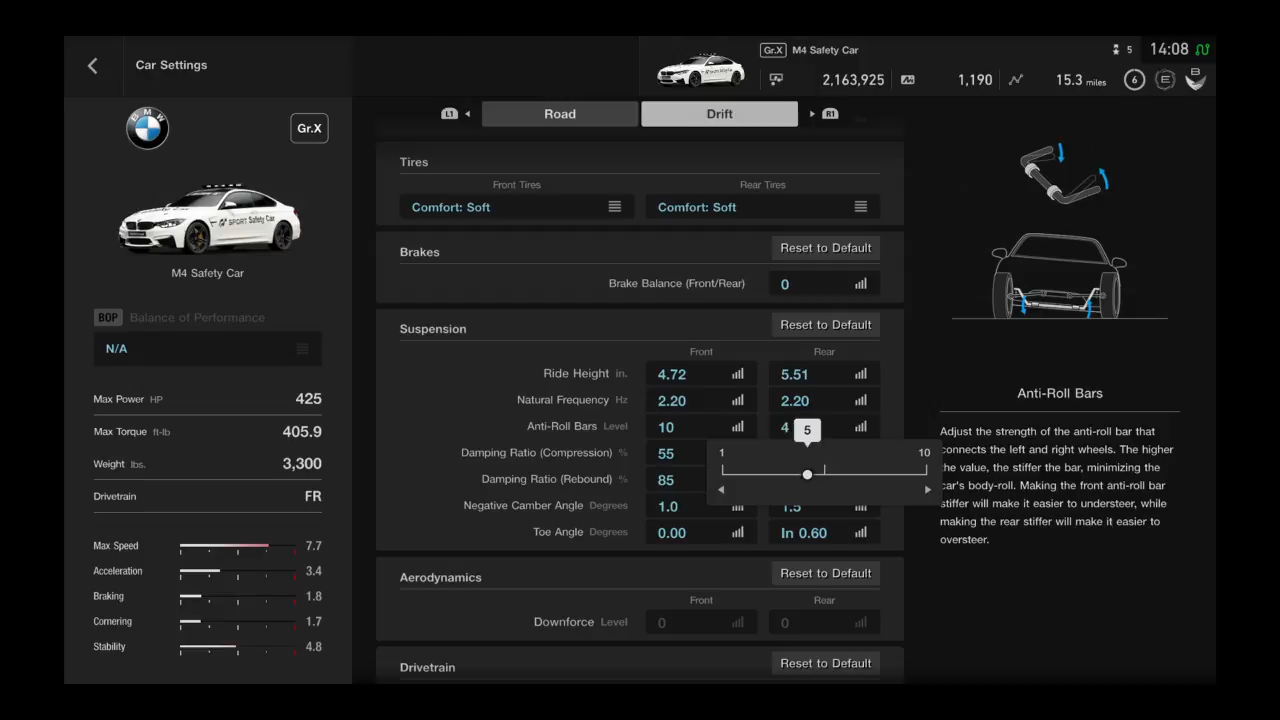 Car Settings
Gr.X M4 Safety Car
5 14:08
2,163,925 1,190 15.3 miles 6 E B
BMW
Gr.X
SPORT Safety Car
M4 Safety Car
BOP Balance of Performance
N/A
Max Power HP 425
Max Torque ft-lb 405.9
Weight lbs. 3,300
Drivetrain FR
Max Speed 7.7
Acceleration 3.4
Braking 1.8
Cornering 1.7
Stability 4.8
L1 Road Drift R1
Tires
Front Tires Rear Tires
Comfort: Soft Comfort: Soft
Brakes Reset to Default
Brake Balance (Front/Rear) 0
Suspension Reset to Default
Front Rear
Ride Height in. 4.72 5.51
Natural Frequency Hz 2.20 2.20
Anti-Roll Bars Level 10 4
5
1 10
Damping Ratio (Compression) % 55
Damping Ratio (Rebound) % 85
Negative Camber Angle Degrees 1.0 1.5
Toe Angle Degrees 0.00 In 0.60
Aerodynamics Reset to Default
Front Rear
Downforce Level 0 0
Drivetrain Reset to Default
Anti-Roll Bars
Adjust the strength of the anti-roll bar that
connects the left and right wheels. The higher
the value, the stiffer the bar, minimizing the
car's body-roll. Making the front anti-roll bar
stiffer will make it easier to understeer, while
making the rear stiffer will make it easier to
oversteer.